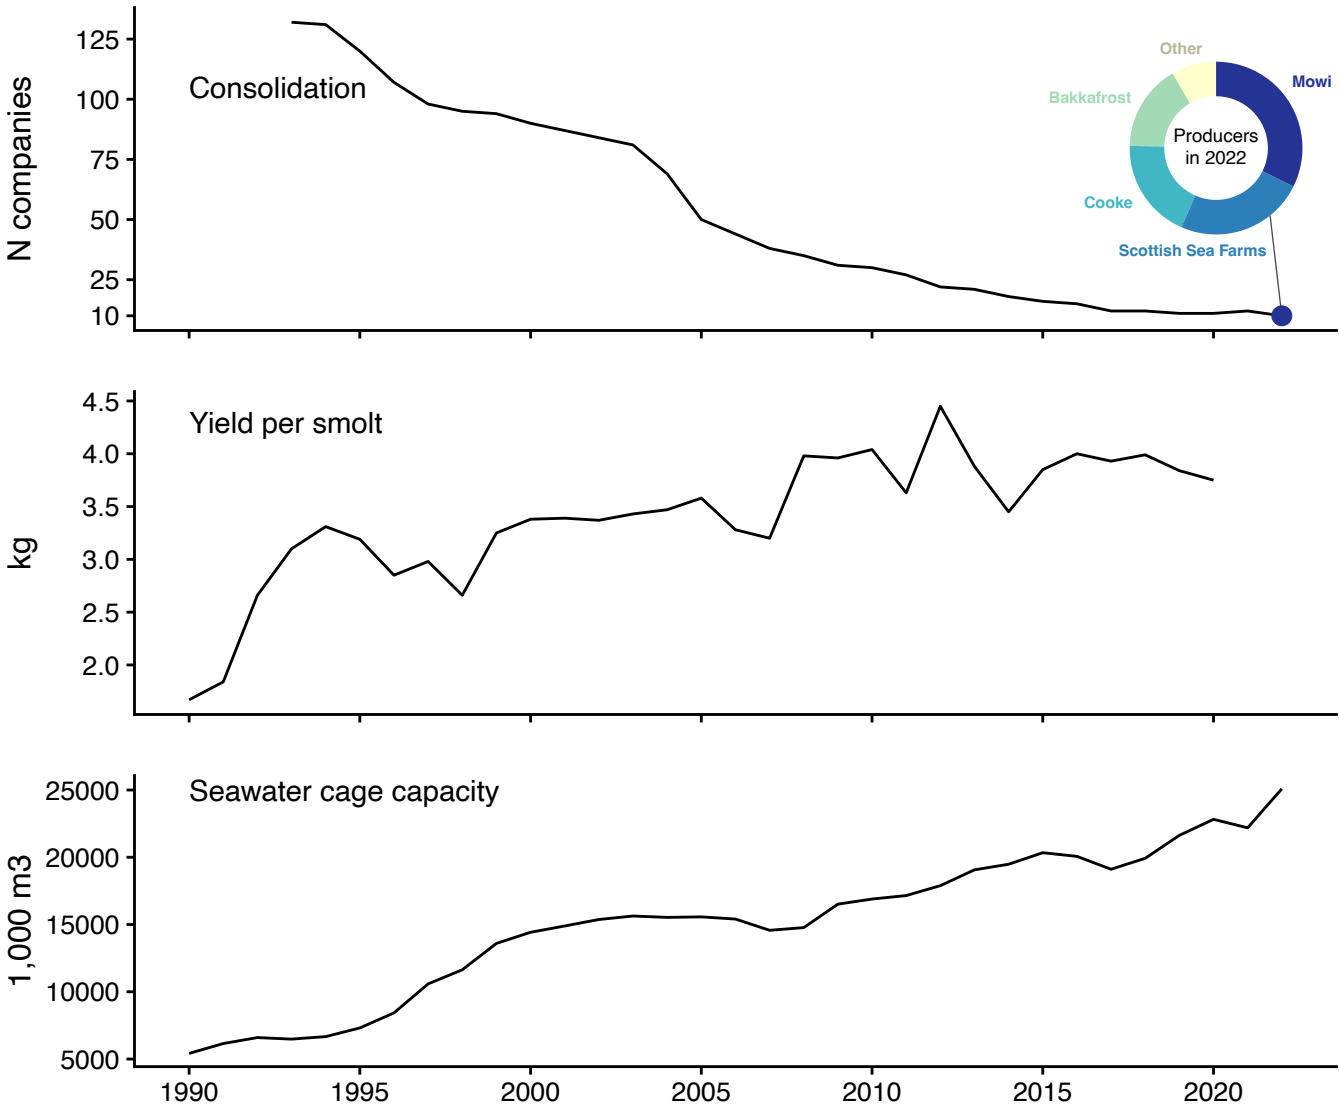 Consolidation
N companies
125
100
75
50
25
10
Other
Mowi
Bakkafrost
Producers
in 2022
Cooke
Scottish Sea Farms
Yield per smolt
kg
4.5
4.0
3.5
3.0
2.5
2.0
Seawater cage capacity
1,000 m3
25000
20000
15000
10000
5000
1990 1995 2000 2005 2010 2015 2020